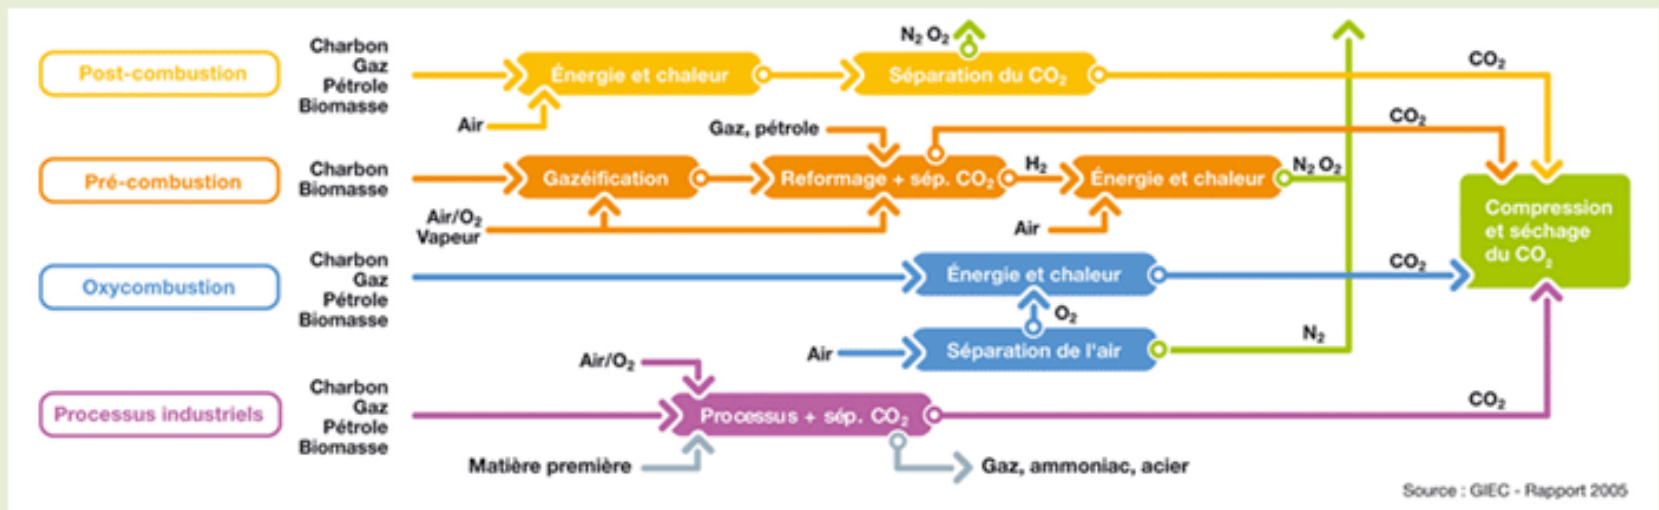 Post-combustion
Charbon
Gaz
Pétrole
Biomasse
Air
Énergie et chaleur
N₂ O₂
Séparation du CO₂
CO₂
Pré-combustion
Charbon
Biomasse
Air/O₂
Vapeur
Gazéification
Gaz, pétrole
Reformage + sép. CO₂
H₂
Air
Énergie et chaleur
N₂ O₂
CO₂
Oxycombustion
Charbon
Gaz
Pétrole
Biomasse
Énergie et chaleur
O₂
Air
Séparation de l'air
N₂
CO₂
Compression
et séchage
du CO₂
Processus industriels
Charbon
Gaz
Pétrole
Biomasse
Air/O₂
Processus + sép. CO₂
Matière première
Gaz, ammoniac, acier
CO₂
Source : GIEC - Rapport 2005